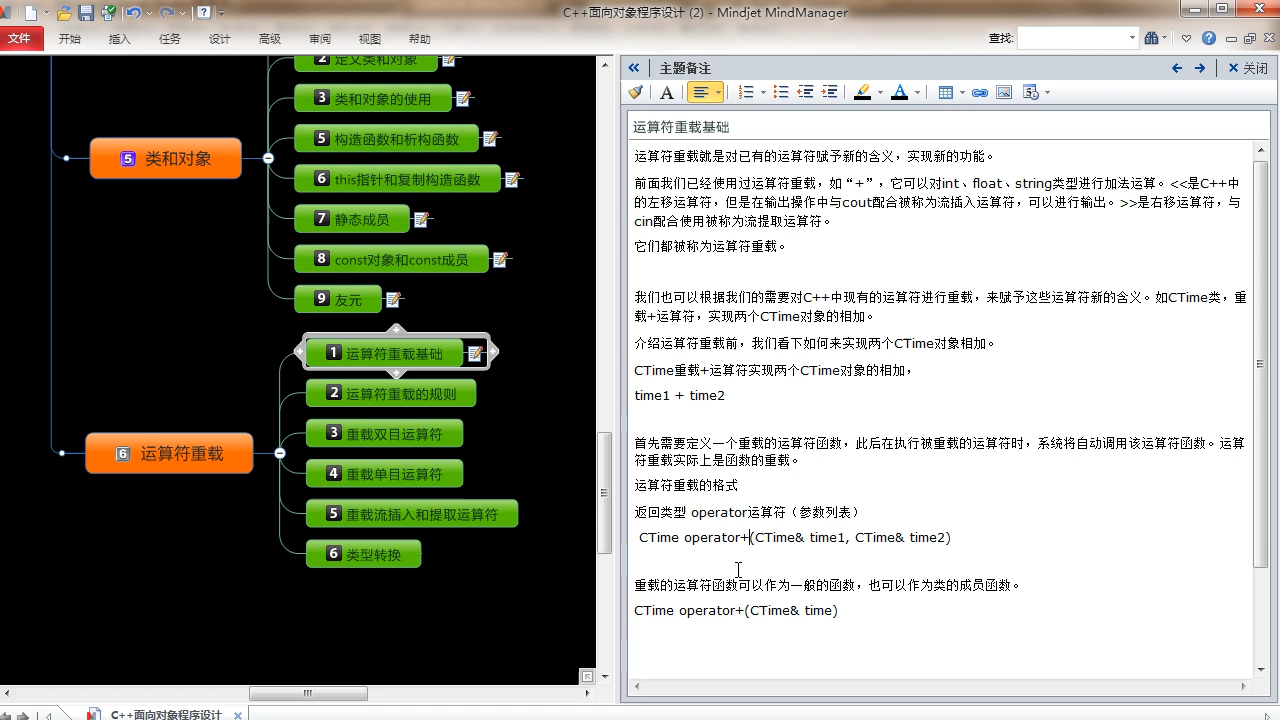 C++面向对象程序设计 (2) - Mindjet MindManager
文件 开始 插入 任务 设计 高级 审阅 视图 帮助 查找:
2 定义类和对象
3 类和对象的使用
5 构造函数和析构函数
5 类和对象
6 this指针和复制构造函数
7 静态成员
8 const对象和const成员
9 友元
1 运算符重载基础
2 运算符重载的规则
3 重载双目运算符
6 运算符重载
4 重载单目运算符
5 重载流插入和提取运算符
6 类型转换
C++面向对象程序设计
主题备注 关闭
运算符重载基础
运算符重载就是对已有的运算符赋予新的含义，实现新的功能。
前面我们已经使用过运算符重载，如“+”，它可以对int、float、string类型进行加法运算。<<是C++中
的左移运算符，但是在输出操作中与cout配合被称为流插入运算符，可以进行输出。>>是右移运算符，与
cin配合使用被称为流提取运算符。
它们都被称为运算符重载。
我们也可以根据我们的需要对C++中现有的运算符进行重载，来赋予这些运算符新的含义。如CTime类，重
载+运算符，实现两个CTime对象的相加。
介绍运算符重载前，我们看下如何来实现两个CTime对象相加。
CTime重载+运算符实现两个CTime对象的相加，
time1 + time2
首先需要定义一个重载的运算符函数，此后在执行被重载的运算符时，系统将自动调用该运算符函数。运算
符重载实际上是函数的重载。
运算符重载的格式
返回类型 operator运算符（参数列表）
CTime operator+(CTime& time1, CTime& time2)
重载的运算符函数可以作为一般的函数，也可以作为类的成员函数。
CTime operator+(CTime& time)